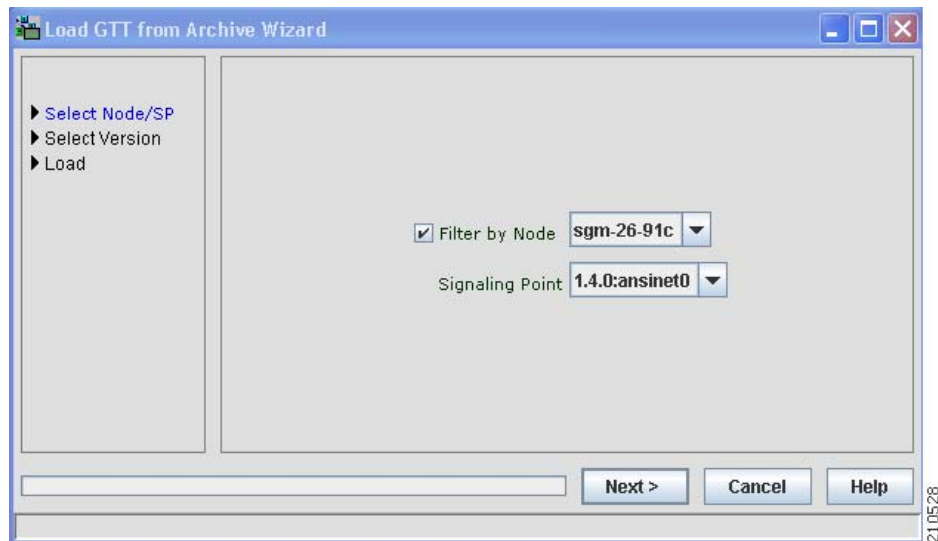 Load GTT from Archive Wizard
Select Node/SP
Select Version
Load
Filter by Node sgm-26-91c
Signaling Point 1.4.0:ansinet0
Next > Cancel Help
210528